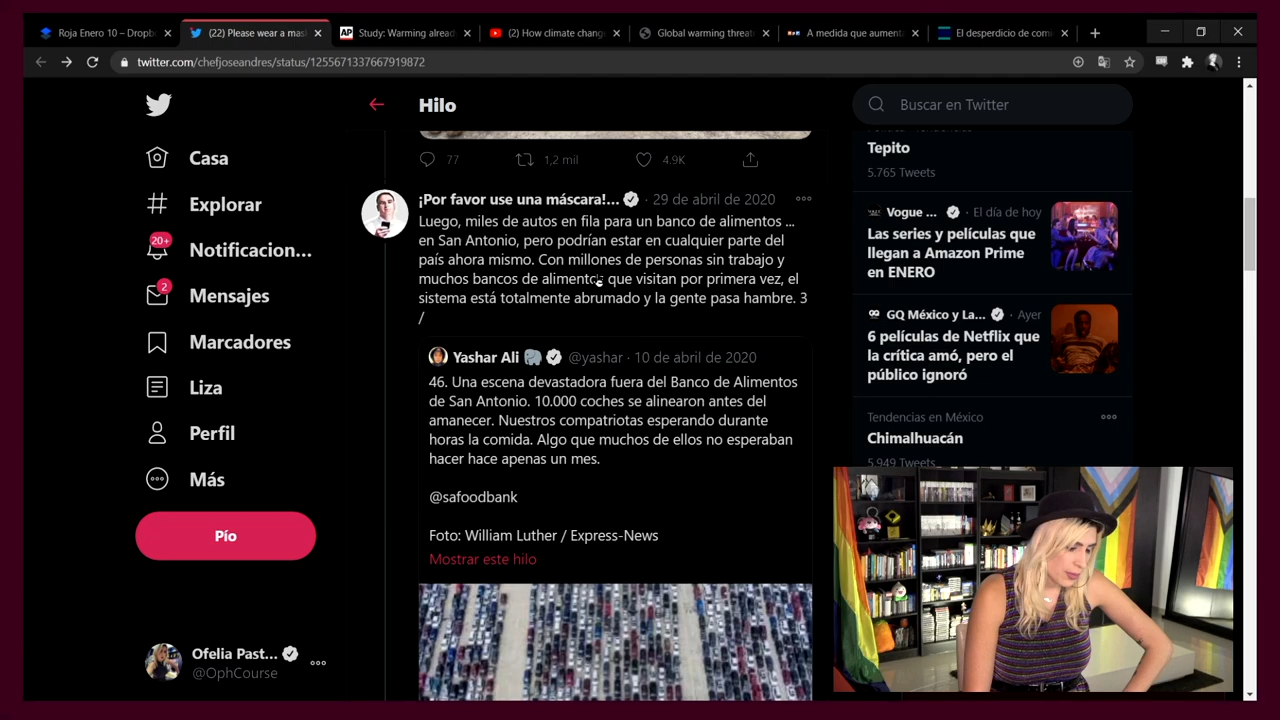 Roja Enero 10 – Dropb
(22) Please wear a mas
AP Study: Warming alread
(2) How climate chang
Global warming threat
A medida que aument
El desperdicio de comi
twitter.com/chefjoseandres/status/1255671337667919872
Hilo
Buscar en Twitter
Casa
Explorar
20+
Notificacion...
2
Mensajes
Marcadores
Liza
Perfil
Más
Pío
Ofelia Past...
@OphCourse
77
1,2 mil
4.9K
¡Por favor use una máscara!... · 29 de abril de 2020
Luego, miles de autos en fila para un banco de alimentos ...
en San Antonio, pero podrían estar en cualquier parte del
país ahora mismo. Con millones de personas sin trabajo y
muchos bancos de alimentos que visitan por primera vez, el
sistema está totalmente abrumado y la gente pasa hambre. 3
/
Yashar Ali @yashar · 10 de abril de 2020
46. Una escena devastadora fuera del Banco de Alimentos
de San Antonio. 10.000 coches se alinearon antes del
amanecer. Nuestros compatriotas esperando durante
horas la comida. Algo que muchos de ellos no esperaban
hacer hace apenas un mes.
@safoodbank
Foto: William Luther / Express-News
Mostrar este hilo
Tepito
5.765 Tweets
Vogue ... · El día de hoy
Las series y películas que
llegan a Amazon Prime
en ENERO
GQ México y La... · Ayer
6 películas de Netflix que
la crítica amó, pero el
público ignoró
Tendencias en México
Chimalhuacán
5.949 Tweets